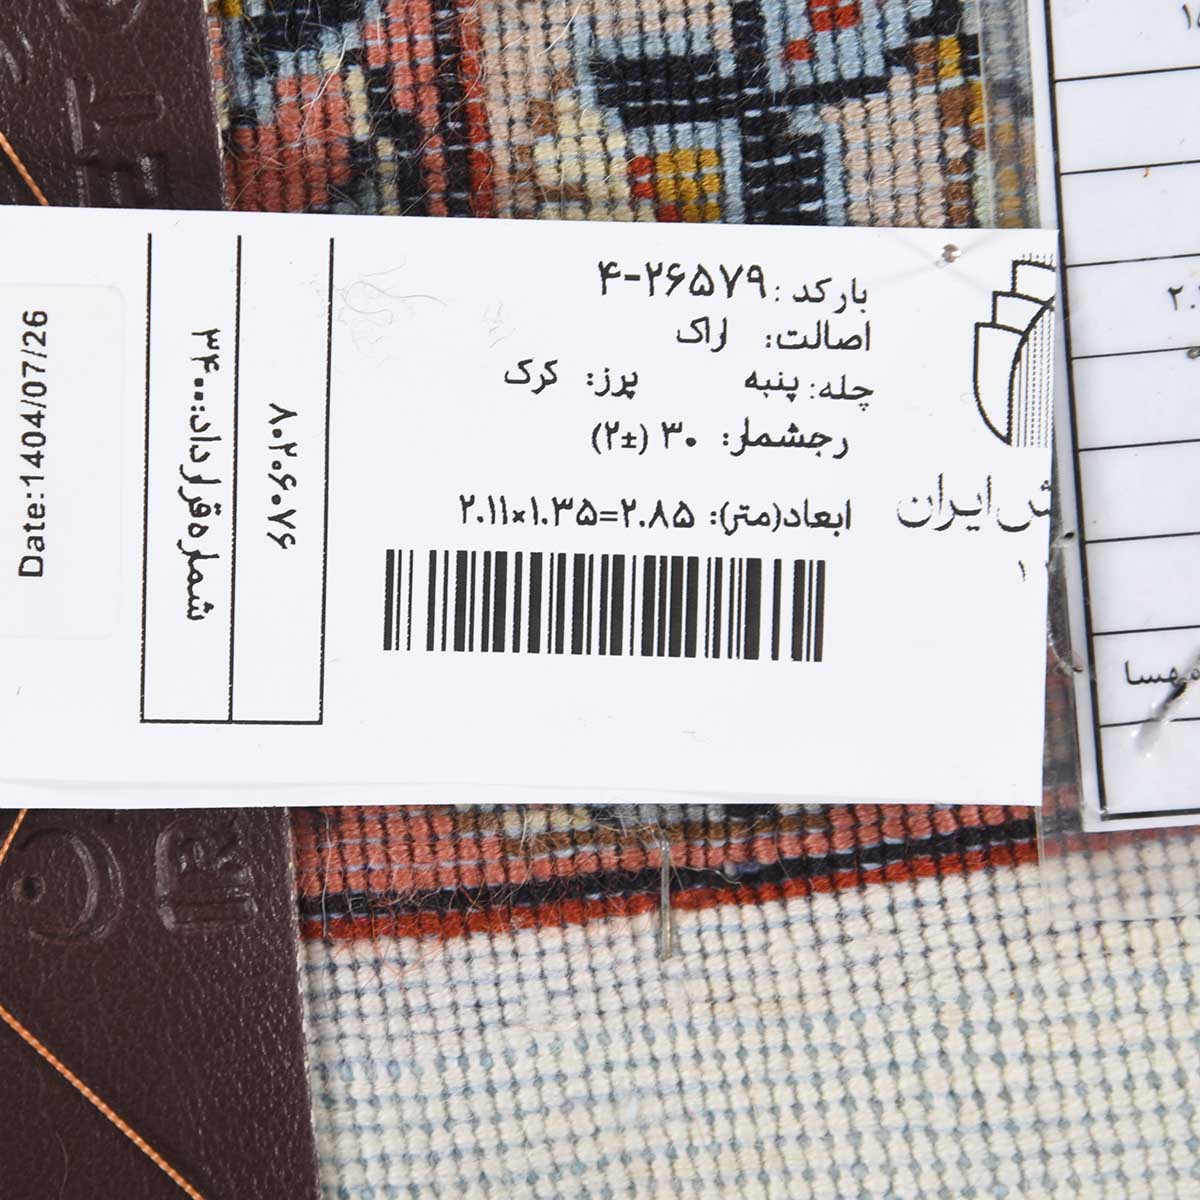 بارکد: ۴-۲۶۵۷۹
اصالت: اراک
چله: پنبه پرز: کرک
رجشمار: ۳۰ (±۲)
ابعاد(متر): ۲.۱۱×۱.۳۵=۲.۸۵
ایران
۸۰۲۶۰۷۶
شماره قرارداد: ۳۴۰۰
Date:1404/07/26